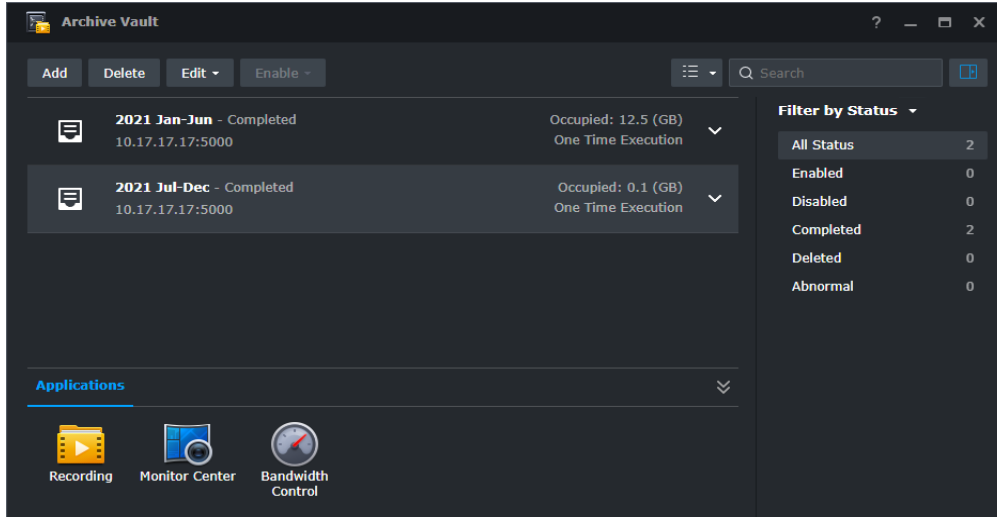 Archive Vault
Add Delete Edit Enable Search
2021 Jan-Jun - Completed Occupied: 12.5 (GB)
10.17.17.17:5000 One Time Execution
2021 Jul-Dec - Completed Occupied: 0.1 (GB)
10.17.17.17:5000 One Time Execution
Filter by Status
All Status 2
Enabled 0
Disabled 0
Completed 2
Deleted 0
Abnormal 0
Applications
Recording Monitor Center Bandwidth
Control